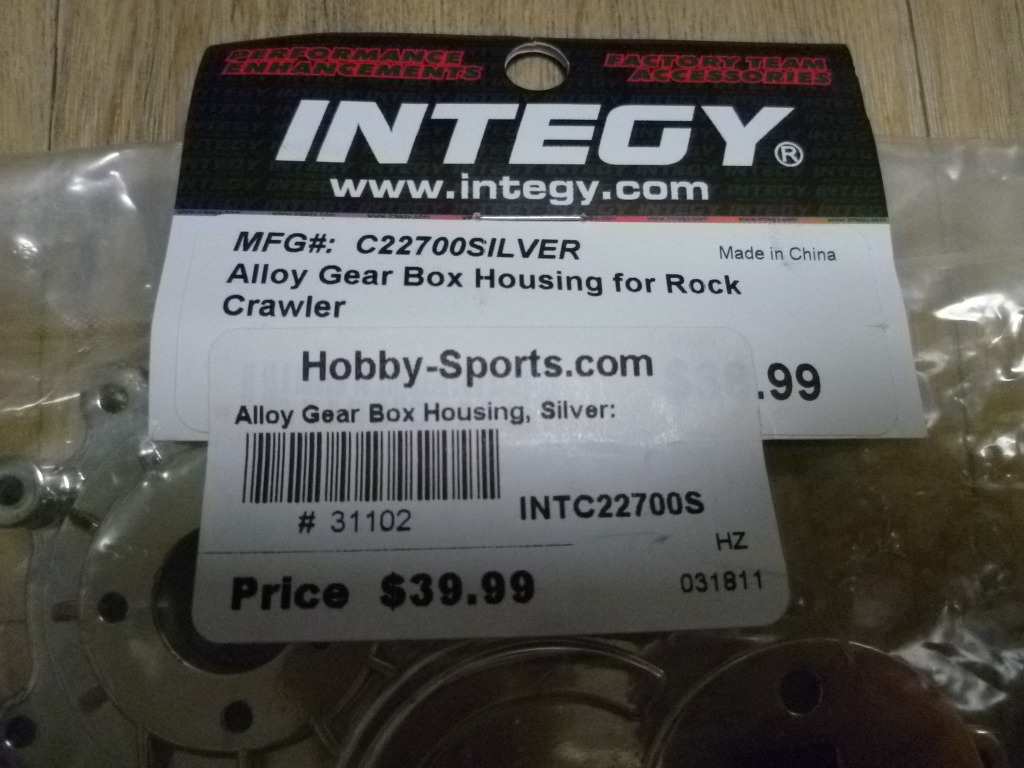 PERFORMANCE
ENHANCEMENTS
FACTORY TEAM
ACCESSORIES
INTEGY®
www.integy.com
MFG#: C22700SILVER
Made in China
Alloy Gear Box Housing for Rock
Crawler
.99
Hobby-Sports.com
Alloy Gear Box Housing, Silver:
# 31102
INTC22700S
HZ
Price $39.99
031811